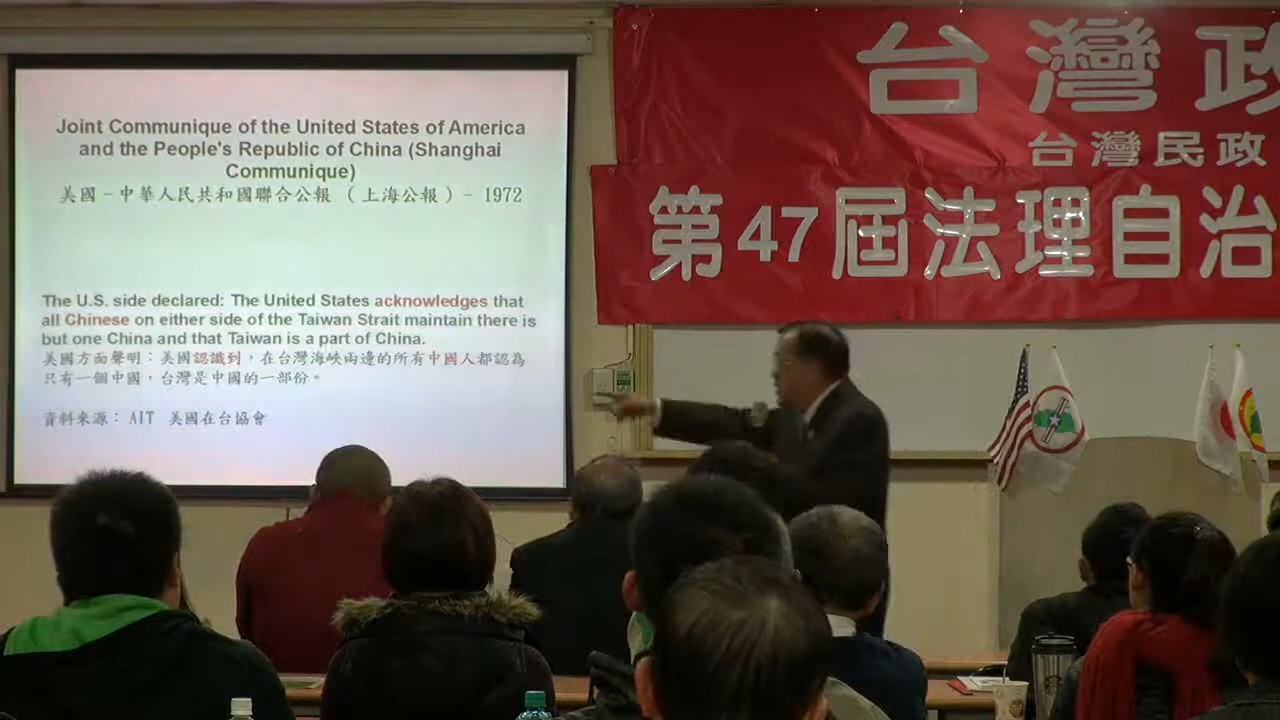 Joint Communique of the United States of America
and the People's Republic of China (Shanghai
Communique)
美國－中華人民共和國聯合公報 (上海公報) － 1972
The U.S. side declared: The United States acknowledges that
all Chinese on either side of the Taiwan Strait maintain there is
but one China and that Taiwan is a part of China.
美國方面聲明：美國認識到，在台灣海峽兩邊的所有中國人都認為
只有一個中國，台灣是中國的一部份。
資料來源： AIT 美國在台協會
台灣政
台灣民政
第47屆法理自治